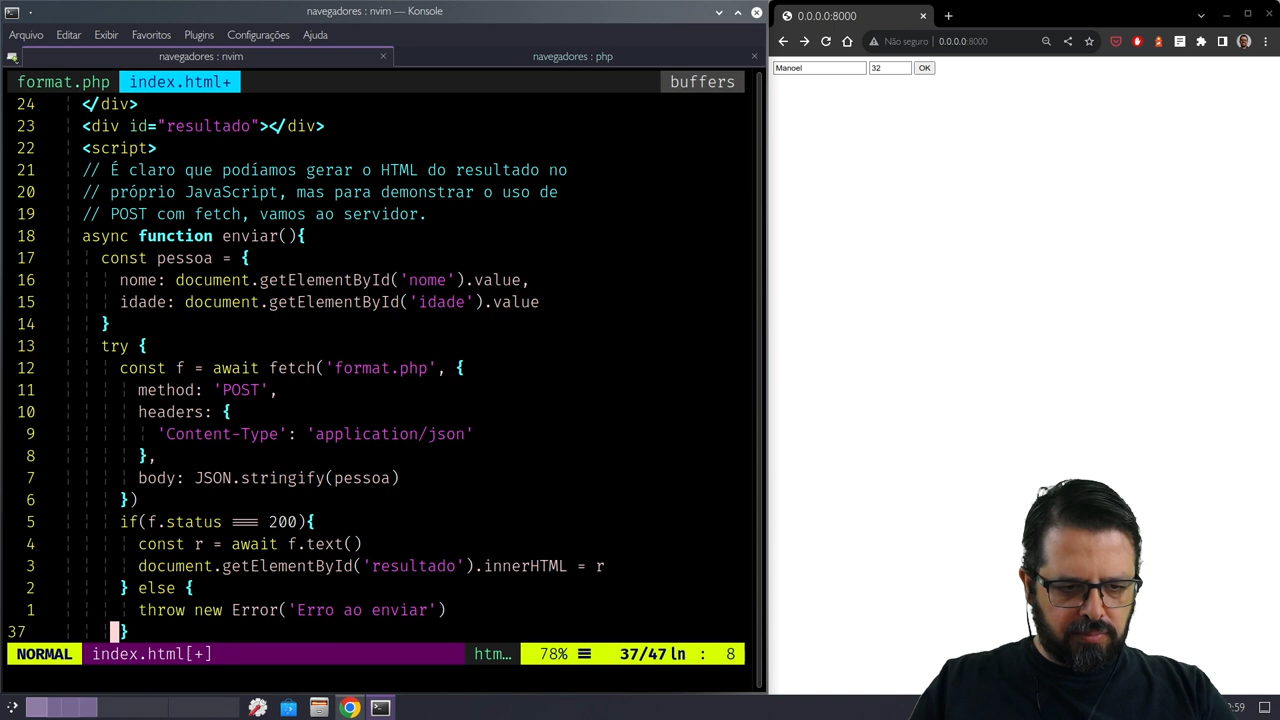 navegadores : nvim — Konsole
Arquivo Editar Exibir Favoritos Plugins Configurações Ajuda
navegadores : nvim
navegadores : php
format.php index.html+ buffers
24 </div>
23 <div id="resultado"></div>
22 <script>
21 // É claro que podíamos gerar o HTML do resultado no
20 // próprio JavaScript, mas para demonstrar o uso de
19 // POST com fetch, vamos ao servidor.
18 async function enviar(){
17 const pessoa = {
16 nome: document.getElementById('nome').value,
15 idade: document.getElementById('idade').value
14 }
13 try {
12 const f = await fetch('format.php', {
11 method: 'POST',
10 headers: {
9 'Content-Type': 'application/json'
8 },
7 body: JSON.stringify(pessoa)
6 })
5 if(f.status === 200){
4 const r = await f.text()
3 document.getElementById('resultado').innerHTML = r
2 } else {
1 throw new Error('Erro ao enviar')
37 }
NORMAL index.html[+] htm… 78% ☰ 37/47 ln : 8
0.0.0.0:8000
Não seguro 0.0.0.0:8000
Manoel 32 OK
:59